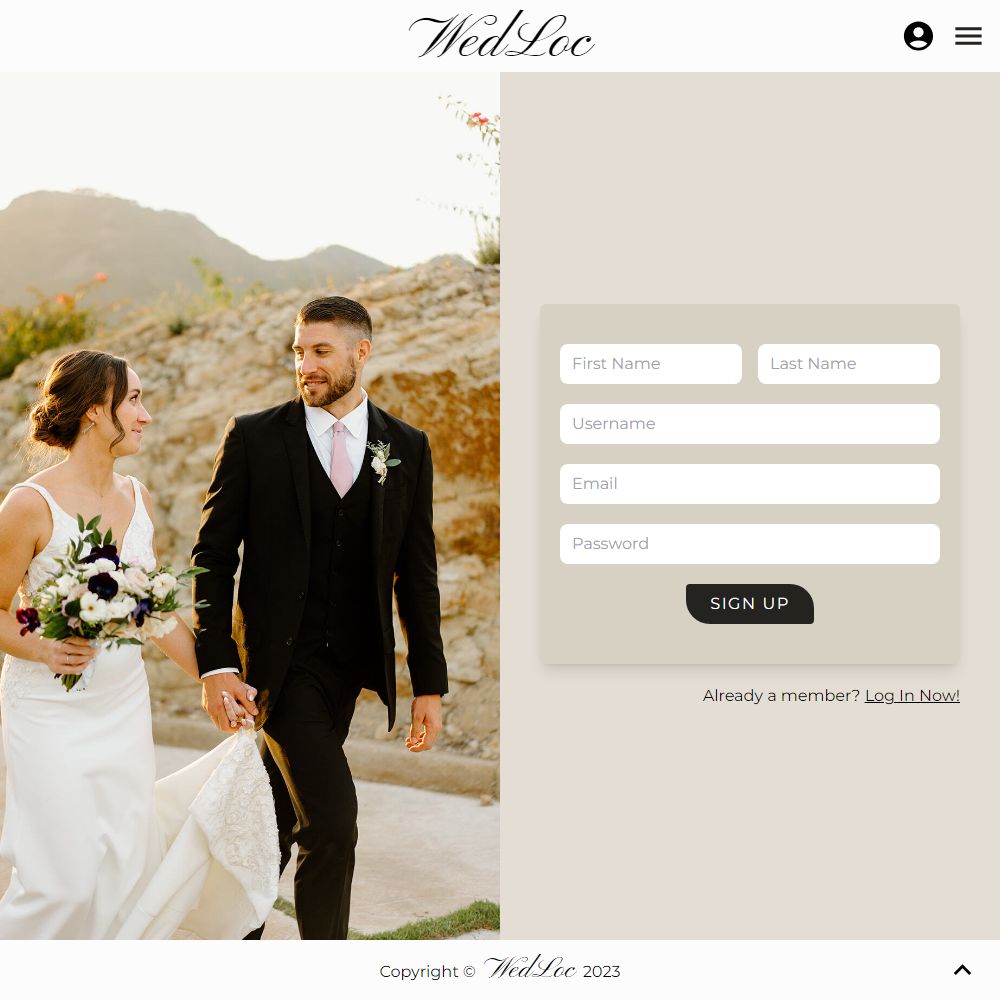 WedLoc
First Name Last Name
Username
Email
Password
SIGN UP
Already a member? Log In Now!
Copyright © WedLoc 2023